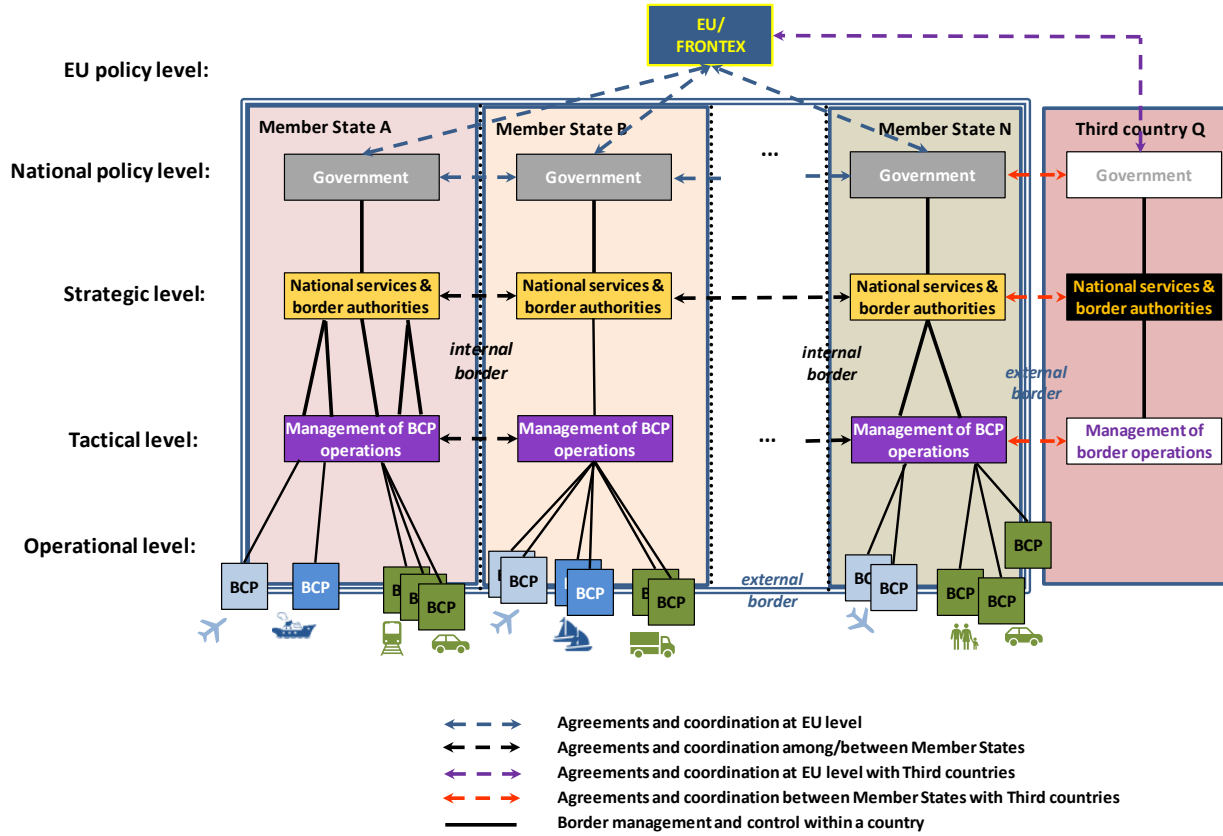 EU/
FRONTEX
EU policy level:
Member State A
Member State B
...
Member State N
Third country Q
National policy level:
Government
Government
Government
Government
Strategic level:
National services &
border authorities
National services &
border authorities
National services &
border authorities
National services &
border authorities
internal
border
internal
border
external
border
Tactical level:
Management of BCP
operations
Management of BCP
operations
...
Management of BCP
operations
Management of
border operations
Operational level:
BCP
BCP
BCP
BCP
BCP
BCP
BCP
BCP
BCP
BCP
BCP
BCP
BCP
external
border
Agreements and coordination at EU level
Agreements and coordination among/between Member States
Agreements and coordination at EU level with Third countries
Agreements and coordination between Member States with Third countries
Border management and control within a country